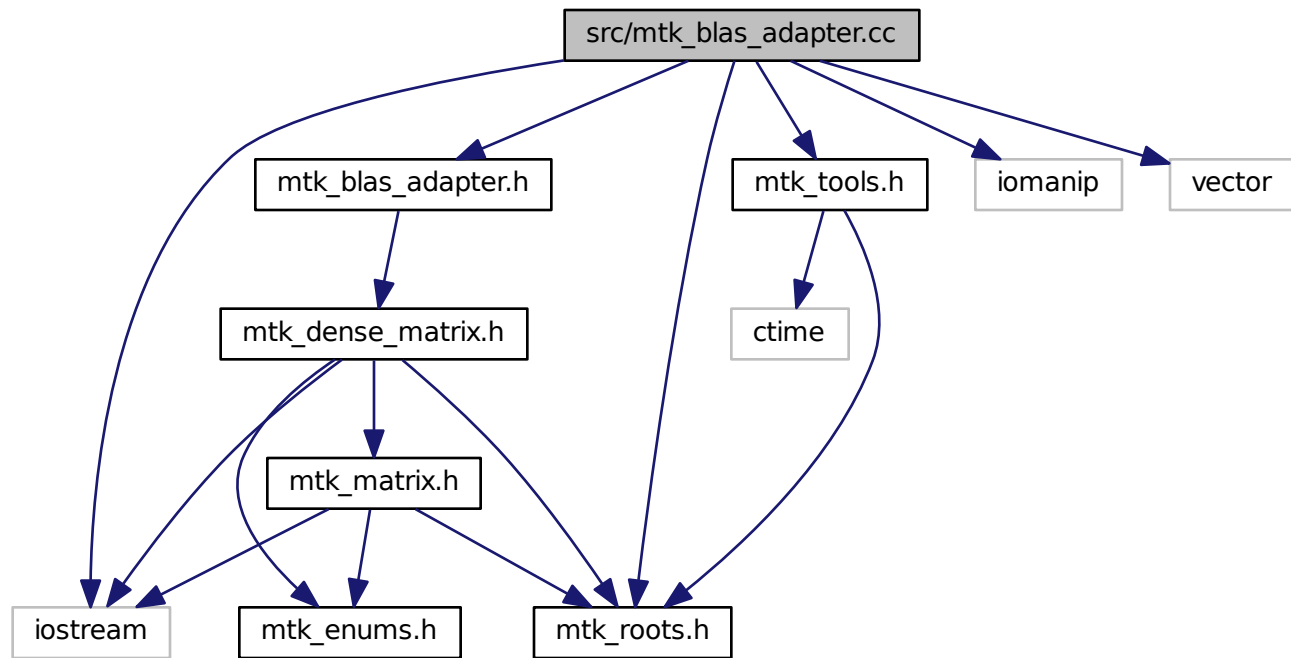 src/mtk_blas_adapter.cc
mtk_blas_adapter.h
mtk_tools.h
iomanip
vector
mtk_dense_matrix.h
ctime
mtk_matrix.h
iostream
mtk_enums.h
mtk_roots.h